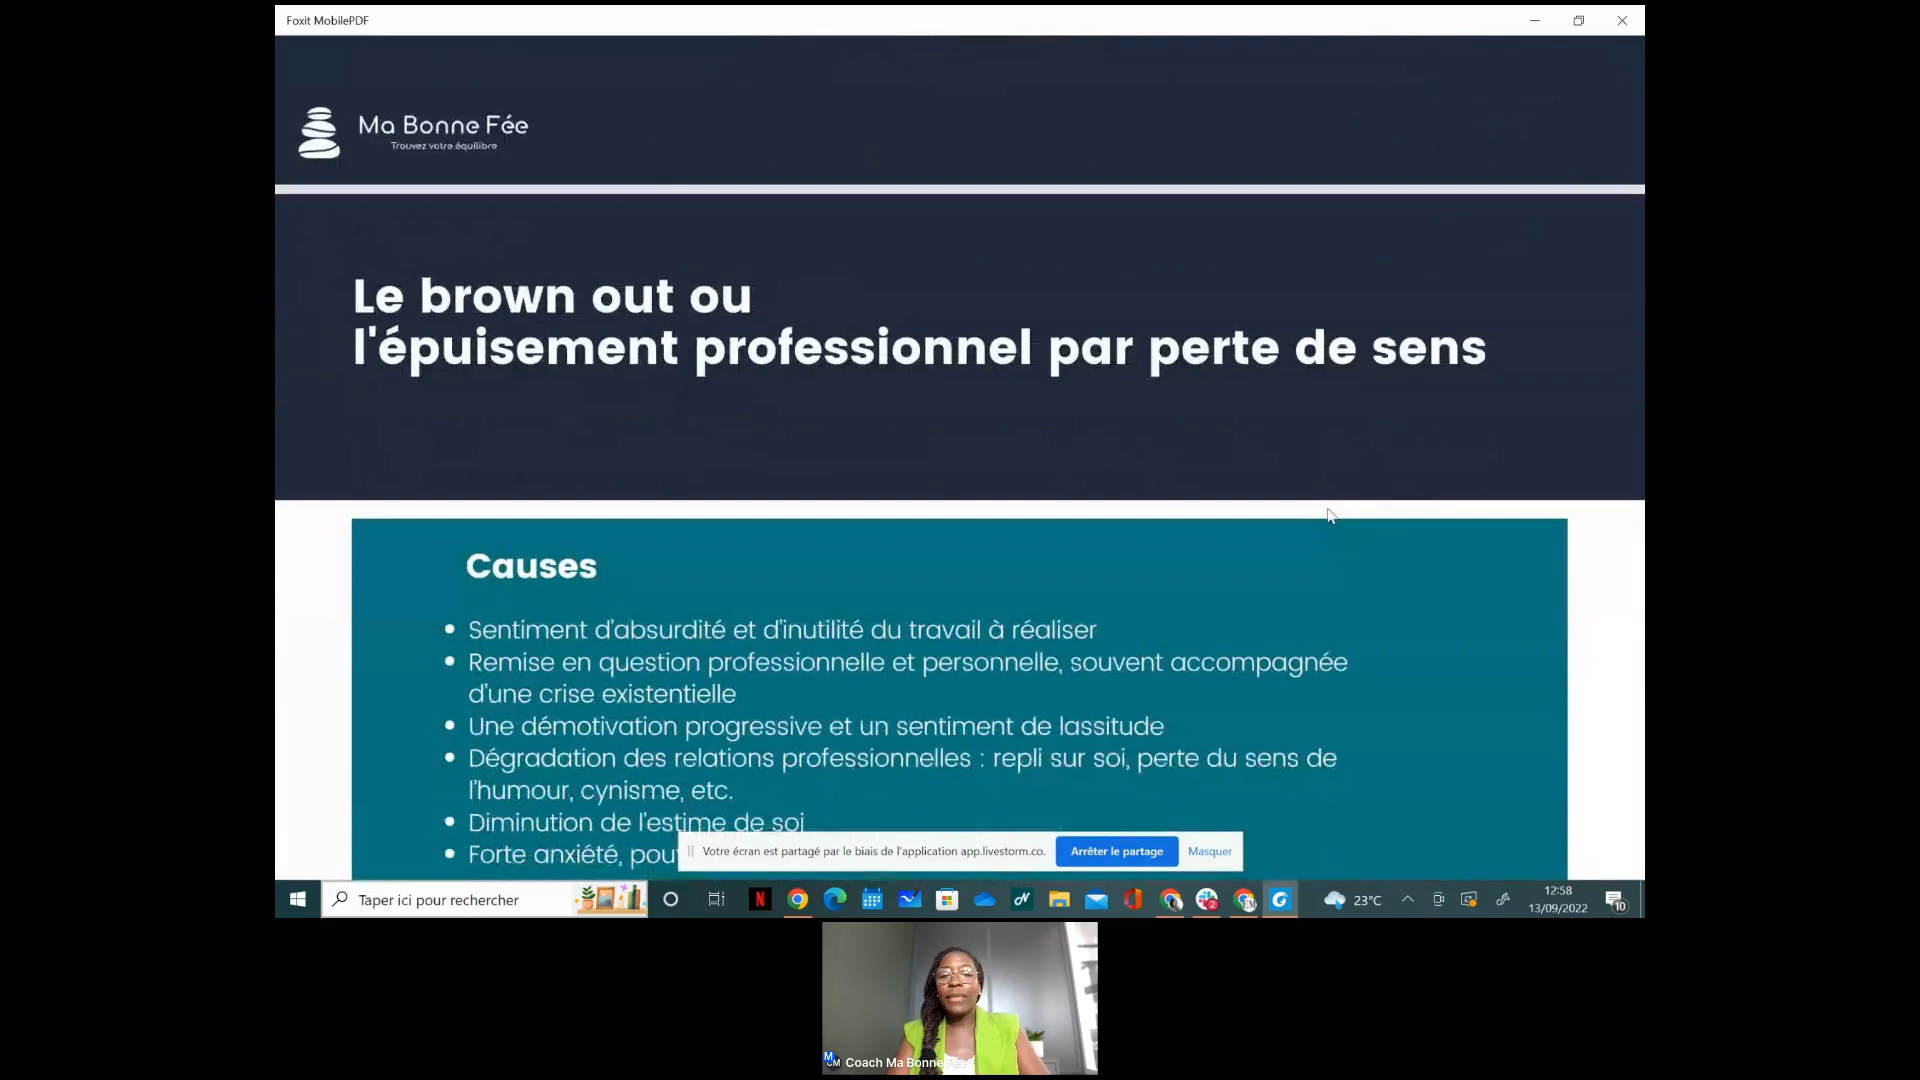 Foxit MobilePDF
Ma Bonne Fée
Trouvez votre équilibre
Le brown out ou
l'épuisement professionnel par perte de sens
Causes
• Sentiment d'absurdité et d'inutilité du travail à réaliser
• Remise en question professionnelle et personnelle, souvent accompagnée
d'une crise existentielle
• Une démotivation progressive et un sentiment de lassitude
• Dégradation des relations professionnelles : repli sur soi, perte du sens de
l'humour, cynisme, etc.
• Diminution de l'estime de soi
• Forte anxiété,
Votre écran est partagé par le biais de l'application app.livestorm.co.
Arrêter le partage
Masquer
Taper ici pour rechercher
23°C
12:58
13/09/2022
10
2
M
CM
Coach Ma Bonne